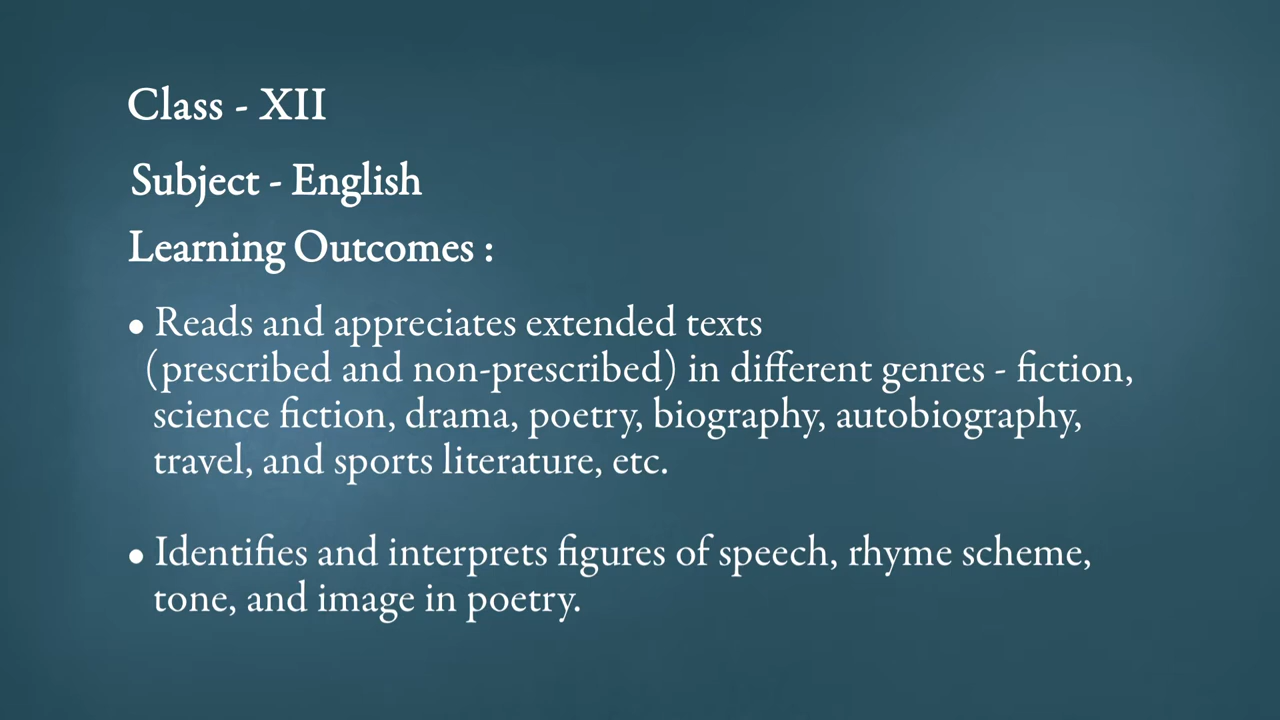 Class - XII
Subject - English
Learning Outcomes :
• Reads and appreciates extended texts
(prescribed and non-prescribed) in different genres - fiction,
science fiction, drama, poetry, biography, autobiography,
travel, and sports literature, etc.
• Identifies and interprets figures of speech, rhyme scheme,
tone, and image in poetry.